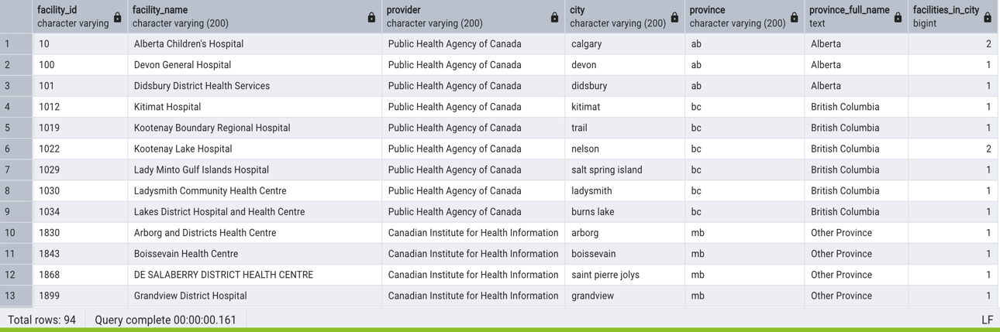 facility_id facility_name provider city province province_full_name facilities_in_city
character varying character varying (200) character varying (200) character varying (200) character varying (200) text bigint
1 10 Alberta Children's Hospital Public Health Agency of Canada calgary ab Alberta 2
2 100 Devon General Hospital Public Health Agency of Canada devon ab Alberta 1
3 101 Didsbury District Health Services Public Health Agency of Canada didsbury ab Alberta 1
4 1012 Kitimat Hospital Public Health Agency of Canada kitimat bc British Columbia 1
5 1019 Kootenay Boundary Regional Hospital Public Health Agency of Canada trail bc British Columbia 1
6 1022 Kootenay Lake Hospital Public Health Agency of Canada nelson bc British Columbia 2
7 1029 Lady Minto Gulf Islands Hospital Public Health Agency of Canada salt spring island bc British Columbia 1
8 1030 Ladysmith Community Health Centre Public Health Agency of Canada ladysmith bc British Columbia 1
9 1034 Lakes District Hospital and Health Centre Public Health Agency of Canada burns lake bc British Columbia 1
10 1830 Arborg and Districts Health Centre Canadian Institute for Health Information arborg mb Other Province 1
11 1843 Boissevain Health Centre Canadian Institute for Health Information boissevain mb Other Province 1
12 1868 DE SALABERRY DISTRICT HEALTH CENTRE Canadian Institute for Health Information saint pierre jolys mb Other Province 1
13 1899 Grandview District Hospital Canadian Institute for Health Information grandview mb Other Province 1
Total rows: 94 Query complete 00:00:00.161 LF